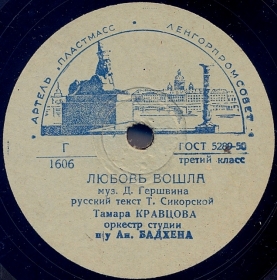 АРТЕЛЬ "ПЛАСТМАСС" • ЛЕНГОРПРОМСОВЕТ •
Г
1606
ГОСТ 5289-50
третий класс
ЛЮБОВЬ ВОШЛА
муз. Д. Гершвина
русский текст Т. Сикорской
Тамара КРАВЦОВА
оркестр студии
п/у Ан. БАДХЕНА